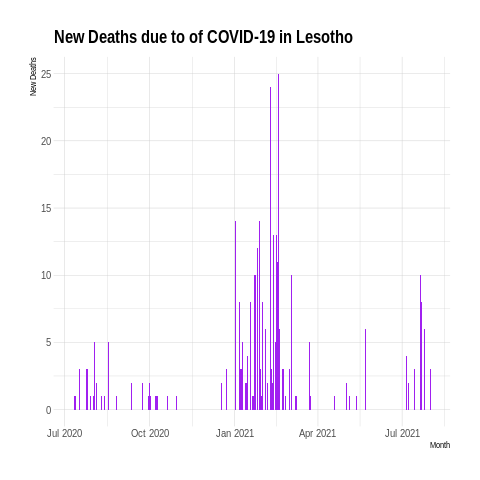 New Deaths due to of COVID-19 in Lesotho
New Deaths
25
20
15
10
5
0
Jul 2020 Oct 2020 Jan 2021 Apr 2021 Jul 2021
Month